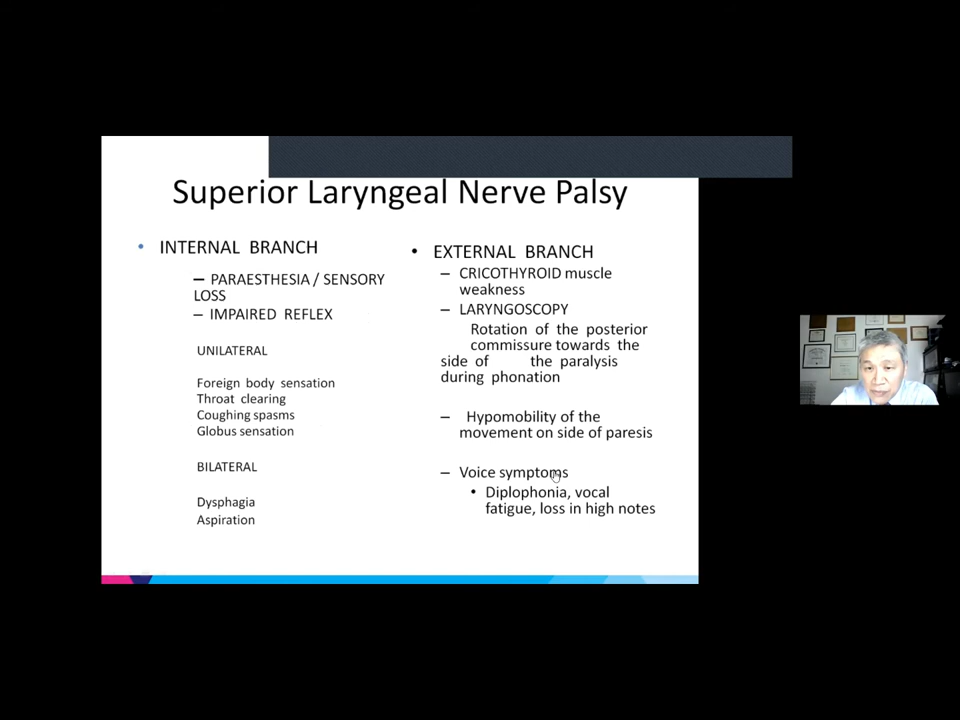 Superior Laryngeal Nerve Palsy
• INTERNAL BRANCH
– PARAESTHESIA / SENSORY
LOSS
– IMPAIRED REFLEX
UNILATERAL
Foreign body sensation
Throat clearing
Coughing spasms
Globus sensation
BILATERAL
Dysphagia
Aspiration
• EXTERNAL BRANCH
– CRICOTHYROID muscle
weakness
– LARYNGOSCOPY
Rotation of the posterior
commissure towards the
side of the paralysis
during phonation
– Hypomobility of the
movement on side of paresis
– Voice symptoms
• Diplophonia, vocal
fatigue, loss in high notes